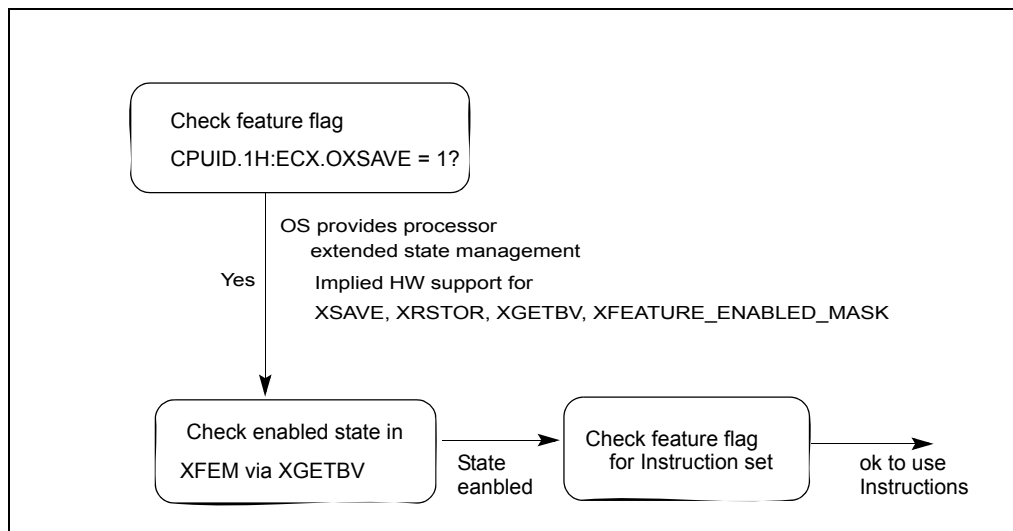 Check feature flag
CPUID.1H:ECX.OXSAVE = 1?
OS provides processor
extended state management
Yes
Implied HW support for
XSAVE, XRSTOR, XGETBV, XFEATURE_ENABLED_MASK
Check enabled state in
XFEM via XGETBV
State
eanbled
Check feature flag
for Instruction set
ok to use
Instructions